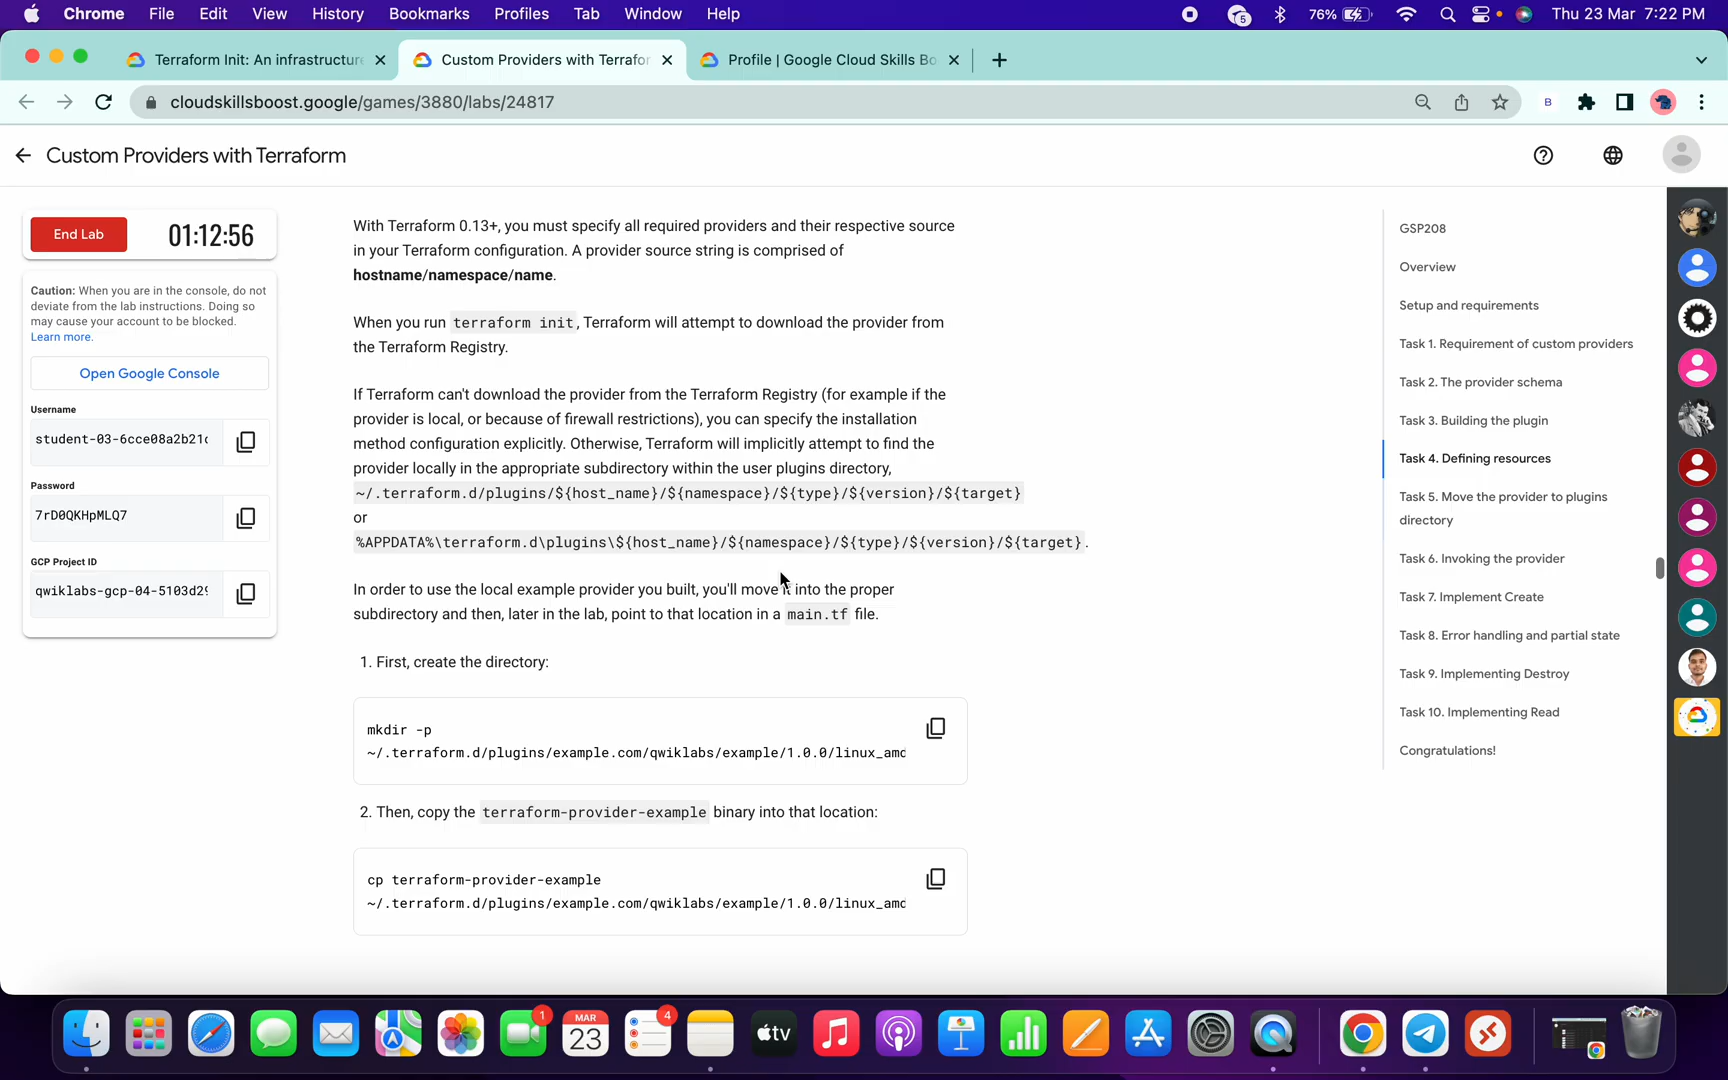 Chrome File Edit View History Bookmarks Profiles Tab Window Help
5 76% Thu 23 Mar 7:22 PM
Terraform Init: An infrastructure
Custom Providers with Terrafor
Profile | Google Cloud Skills Bo
cloudskillsboost.google/games/3880/labs/24817
B
Custom Providers with Terraform
End Lab 01:12:56
Caution: When you are in the console, do not
deviate from the lab instructions. Doing so
may cause your account to be blocked.
Learn more.
Open Google Console
Username
student-03-6cce08a2b21c
Password
7rD0QKHpMLQ7
GCP Project ID
qwiklabs-gcp-04-5103d29
With Terraform 0.13+, you must specify all required providers and their respective source
in your Terraform configuration. A provider source string is comprised of
hostname/namespace/name.
When you run terraform init, Terraform will attempt to download the provider from
the Terraform Registry.
If Terraform can't download the provider from the Terraform Registry (for example if the
provider is local, or because of firewall restrictions), you can specify the installation
method configuration explicitly. Otherwise, Terraform will implicitly attempt to find the
provider locally in the appropriate subdirectory within the user plugins directory,
~/.terraform.d/plugins/${host_name}/${namespace}/${type}/${version}/${target}
or
%APPDATA%\terraform.d\plugins\${host_name}/${namespace}/${type}/${version}/${target}.
In order to use the local example provider you built, you'll move it into the proper
subdirectory and then, later in the lab, point to that location in a main.tf file.
1. First, create the directory:
mkdir -p
~/.terraform.d/plugins/example.com/qwiklabs/example/1.0.0/linux_amd
2. Then, copy the terraform-provider-example binary into that location:
cp terraform-provider-example
~/.terraform.d/plugins/example.com/qwiklabs/example/1.0.0/linux_amd
GSP208
Overview
Setup and requirements
Task 1. Requirement of custom providers
Task 2. The provider schema
Task 3. Building the plugin
Task 4. Defining resources
Task 5. Move the provider to plugins
directory
Task 6. Invoking the provider
Task 7. Implement Create
Task 8. Error handling and partial state
Task 9. Implementing Destroy
Task 10. Implementing Read
Congratulations!
1
MAR
23
4
tv